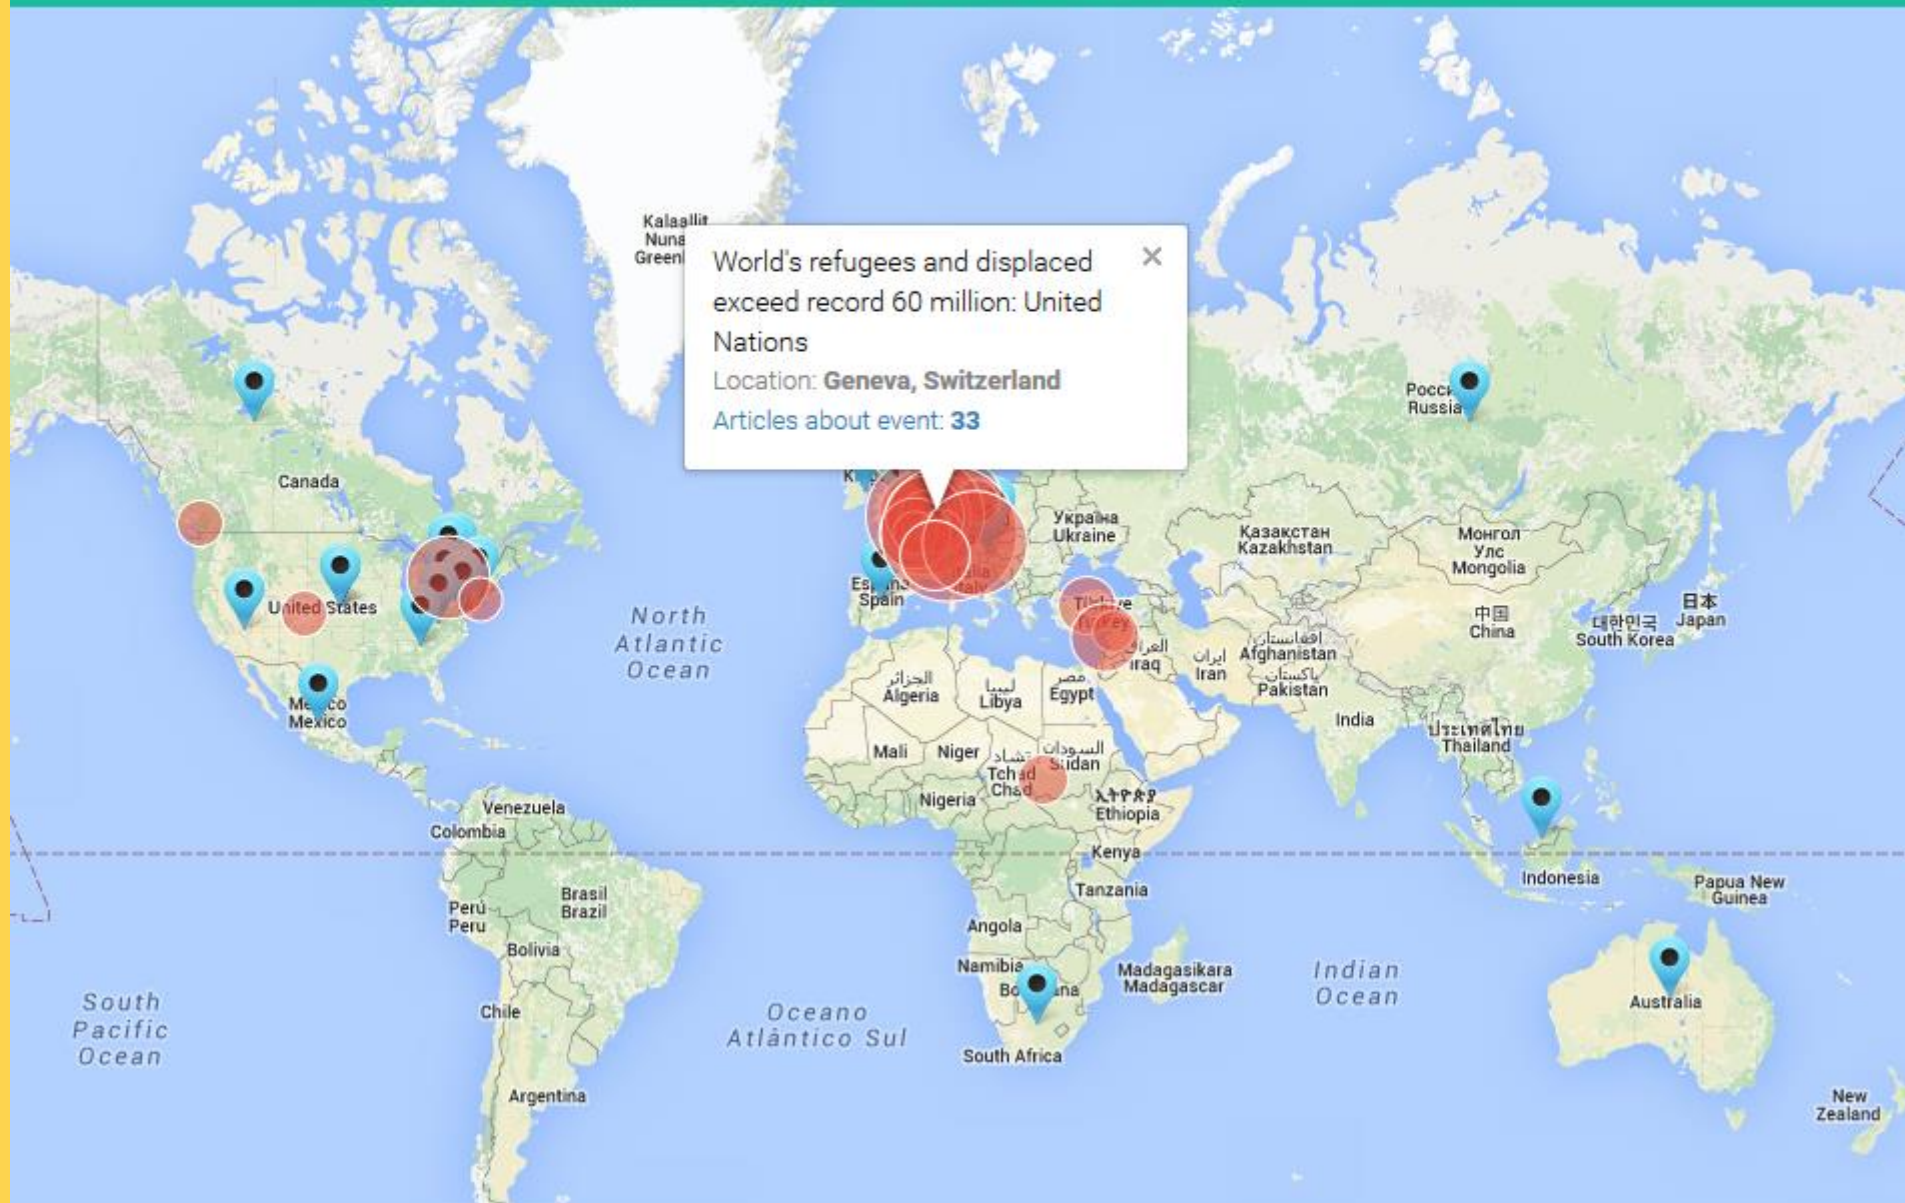 Kalaallit
Nuna
Green
World's refugees and displaced
exceed record 60 million: United
Nations
Location: Geneva, Switzerland
Articles about event: 33
Russia
Canada
Україна
Ukraine
Қазақстан
Kazakhstan
Монгол
Улс
Mongolia
Spain
United States
North
Atlantic
Ocean
中国
China
대한민국
South Korea
日本
Japan
Iraq
ایران
Iran
افغانستان
Afghanistan
پاکستان
Pakistan
الجزائر
Algeria
ليبيا
Libya
مصر
Egypt
Mexico
India
ประเทศไทย
Thailand
Mali
Niger
تشاد
Tchad
Chad
السودان
Sudan
Nigeria
ኢትዮጵያ
Ethiopia
Venezuela
Colombia
Kenya
Indonesia
Papua New
Guinea
Tanzania
Brasil
Brazil
Perú
Peru
Angola
Bolivia
Namibia
Madagasikara
Madagascar
Indian
Ocean
South
Pacific
Ocean
Chile
Oceano
Atlântico Sul
Australia
South Africa
Argentina
New
Zealand